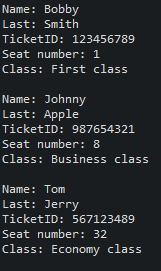 Name: Bobby
Last: Smith
TicketID: 123456789
Seat number: 1
Class: First class

Name: Johnny
Last: Apple
TicketID: 987654321
Seat number: 8
Class: Business class

Name: Tom
Last: Jerry
TicketID: 567123489
Seat number: 32
Class: Economy class